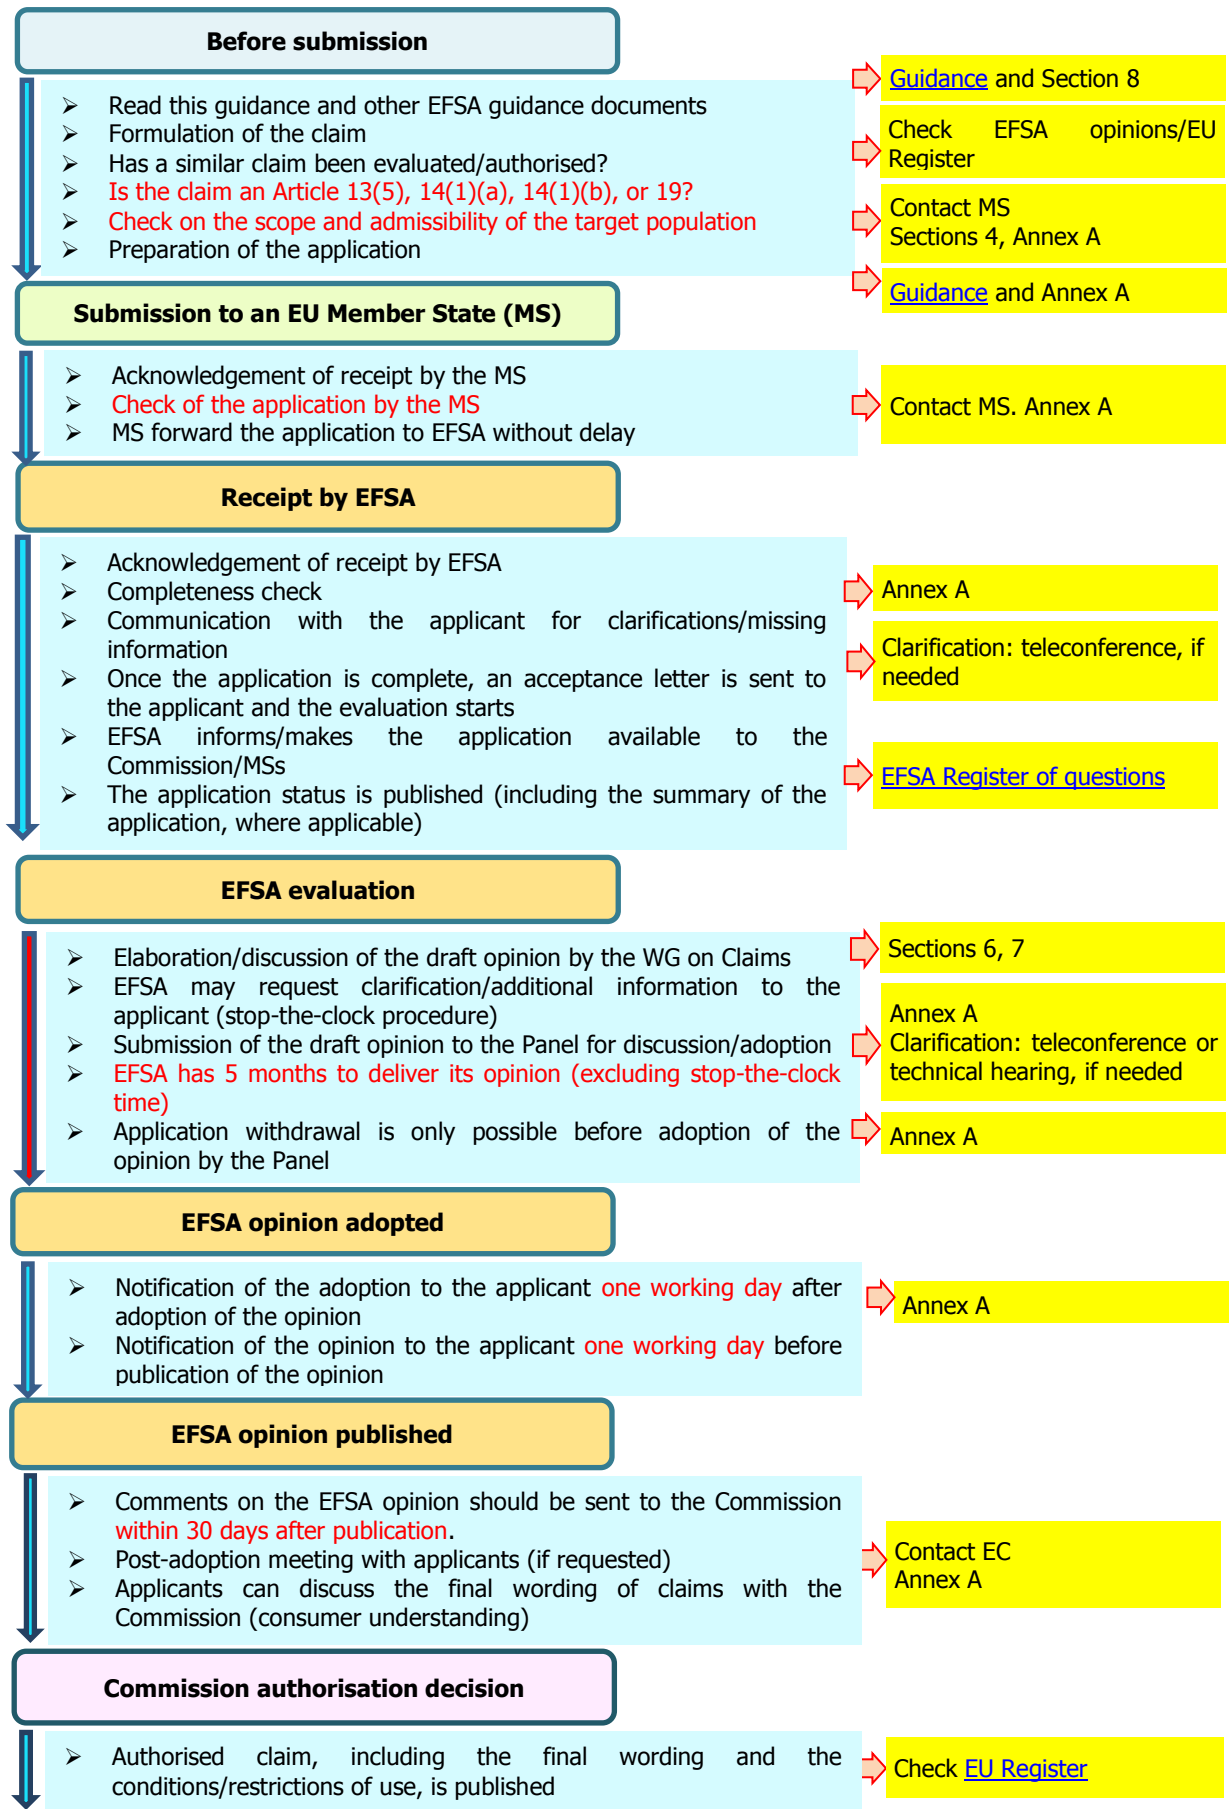 Before submission
Guidance and Section 8
➢ Read this guidance and other EFSA guidance documents
➢ Formulation of the claim
➢ Has a similar claim been evaluated/authorised?
➢ Is the claim an Article 13(5), 14(1)(a), 14(1)(b), or 19?
➢ Check on the scope and admissibility of the target population
➢ Preparation of the application
Check EFSA opinions/EU
Register
Contact MS
Sections 4, Annex A
Guidance and Annex A
Submission to an EU Member State (MS)
➢ Acknowledgement of receipt by the MS
➢ Check of the application by the MS
➢ MS forward the application to EFSA without delay
Contact MS. Annex A
Receipt by EFSA
➢ Acknowledgement of receipt by EFSA
➢ Completeness check
➢ Communication with the applicant for clarifications/missing
information
➢ Once the application is complete, an acceptance letter is sent to
the applicant and the evaluation starts
➢ EFSA informs/makes the application available to the
Commission/MSs
➢ The application status is published (including the summary of the
application, where applicable)
Annex A
Clarification: teleconference, if
needed
EFSA Register of questions
EFSA evaluation
➢ Elaboration/discussion of the draft opinion by the WG on Claims
➢ EFSA may request clarification/additional information to the
applicant (stop-the-clock procedure)
➢ Submission of the draft opinion to the Panel for discussion/adoption
➢ EFSA has 5 months to deliver its opinion (excluding stop-the-clock
time)
➢ Application withdrawal is only possible before adoption of the
opinion by the Panel
Sections 6, 7
Annex A
Clarification: teleconference or
technical hearing, if needed
Annex A
EFSA opinion adopted
➢ Notification of the adoption to the applicant one working day after
adoption of the opinion
➢ Notification of the opinion to the applicant one working day before
publication of the opinion
Annex A
EFSA opinion published
➢ Comments on the EFSA opinion should be sent to the Commission
within 30 days after publication.
➢ Post-adoption meeting with applicants (if requested)
➢ Applicants can discuss the final wording of claims with the
Commission (consumer understanding)
Contact EC
Annex A
Commission authorisation decision
➢ Authorised claim, including the final wording and the
conditions/restrictions of use, is published
Check EU Register